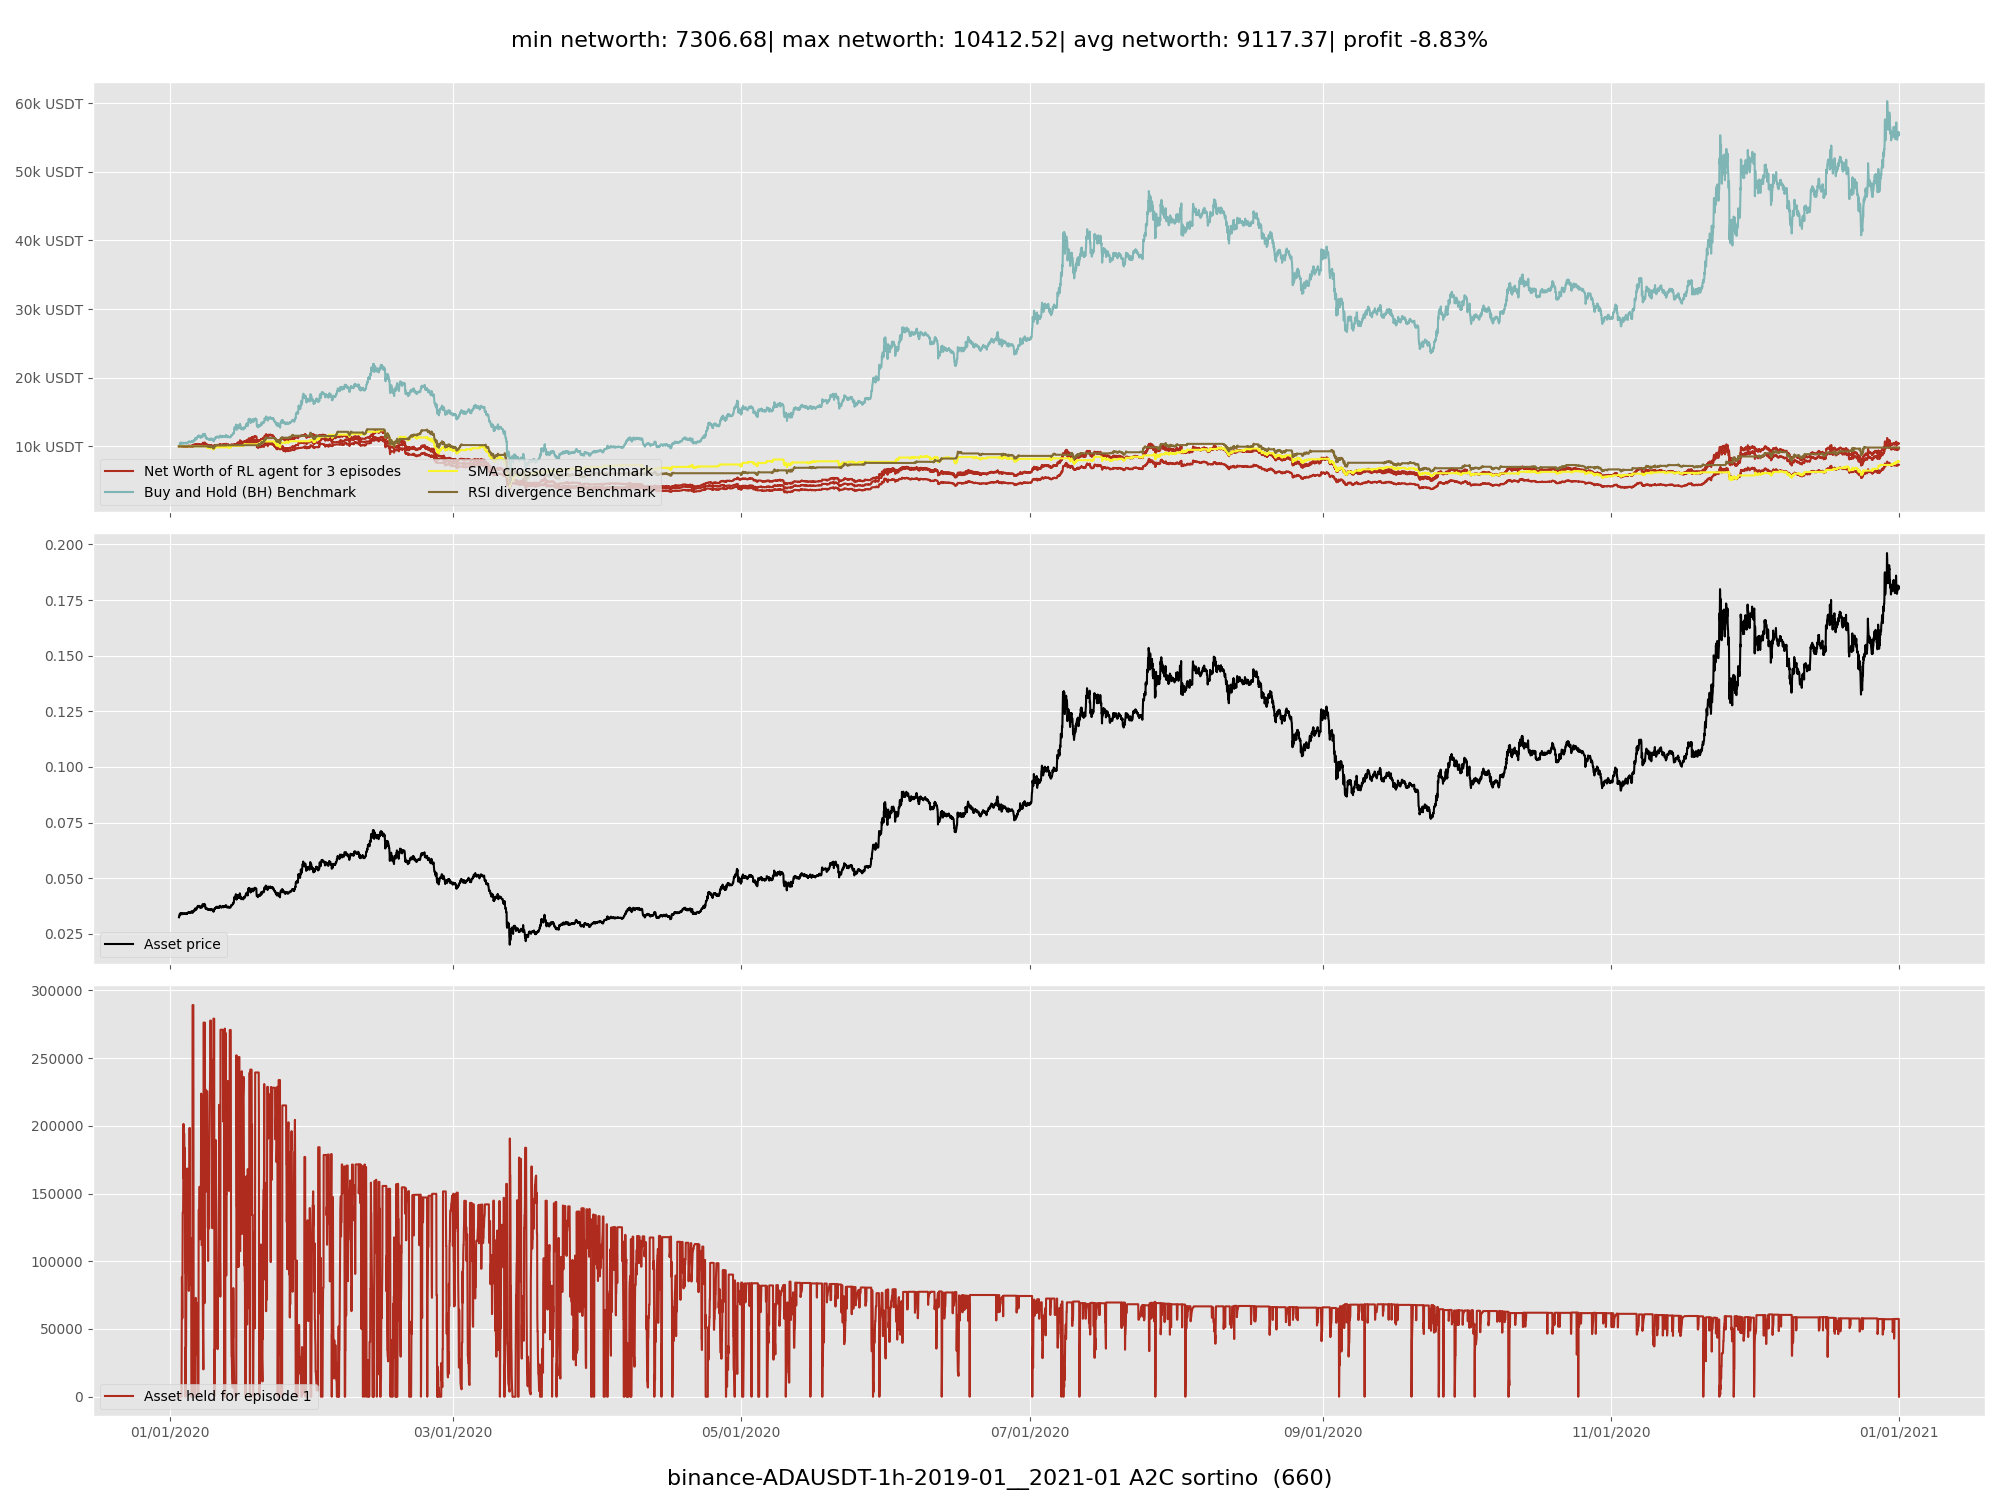 min networth: 7306.68| max networth: 10412.52| avg networth: 9117.37| profit -8.83%
60k USDT
50k USDT
40k USDT
30k USDT
20k USDT
10k USDT
Net Worth of RL agent for 3 episodes
Buy and Hold (BH) Benchmark
SMA crossover Benchmark
RSI divergence Benchmark
0.200
0.175
0.150
0.125
0.100
0.075
0.050
0.025
Asset price
300000
250000
200000
150000
100000
50000
0
Asset held for episode 1
01/01/2020
03/01/2020
05/01/2020
07/01/2020
09/01/2020
11/01/2020
01/01/2021
binance-ADAUSDT-1h-2019-01__2021-01 A2C sortino  (660)